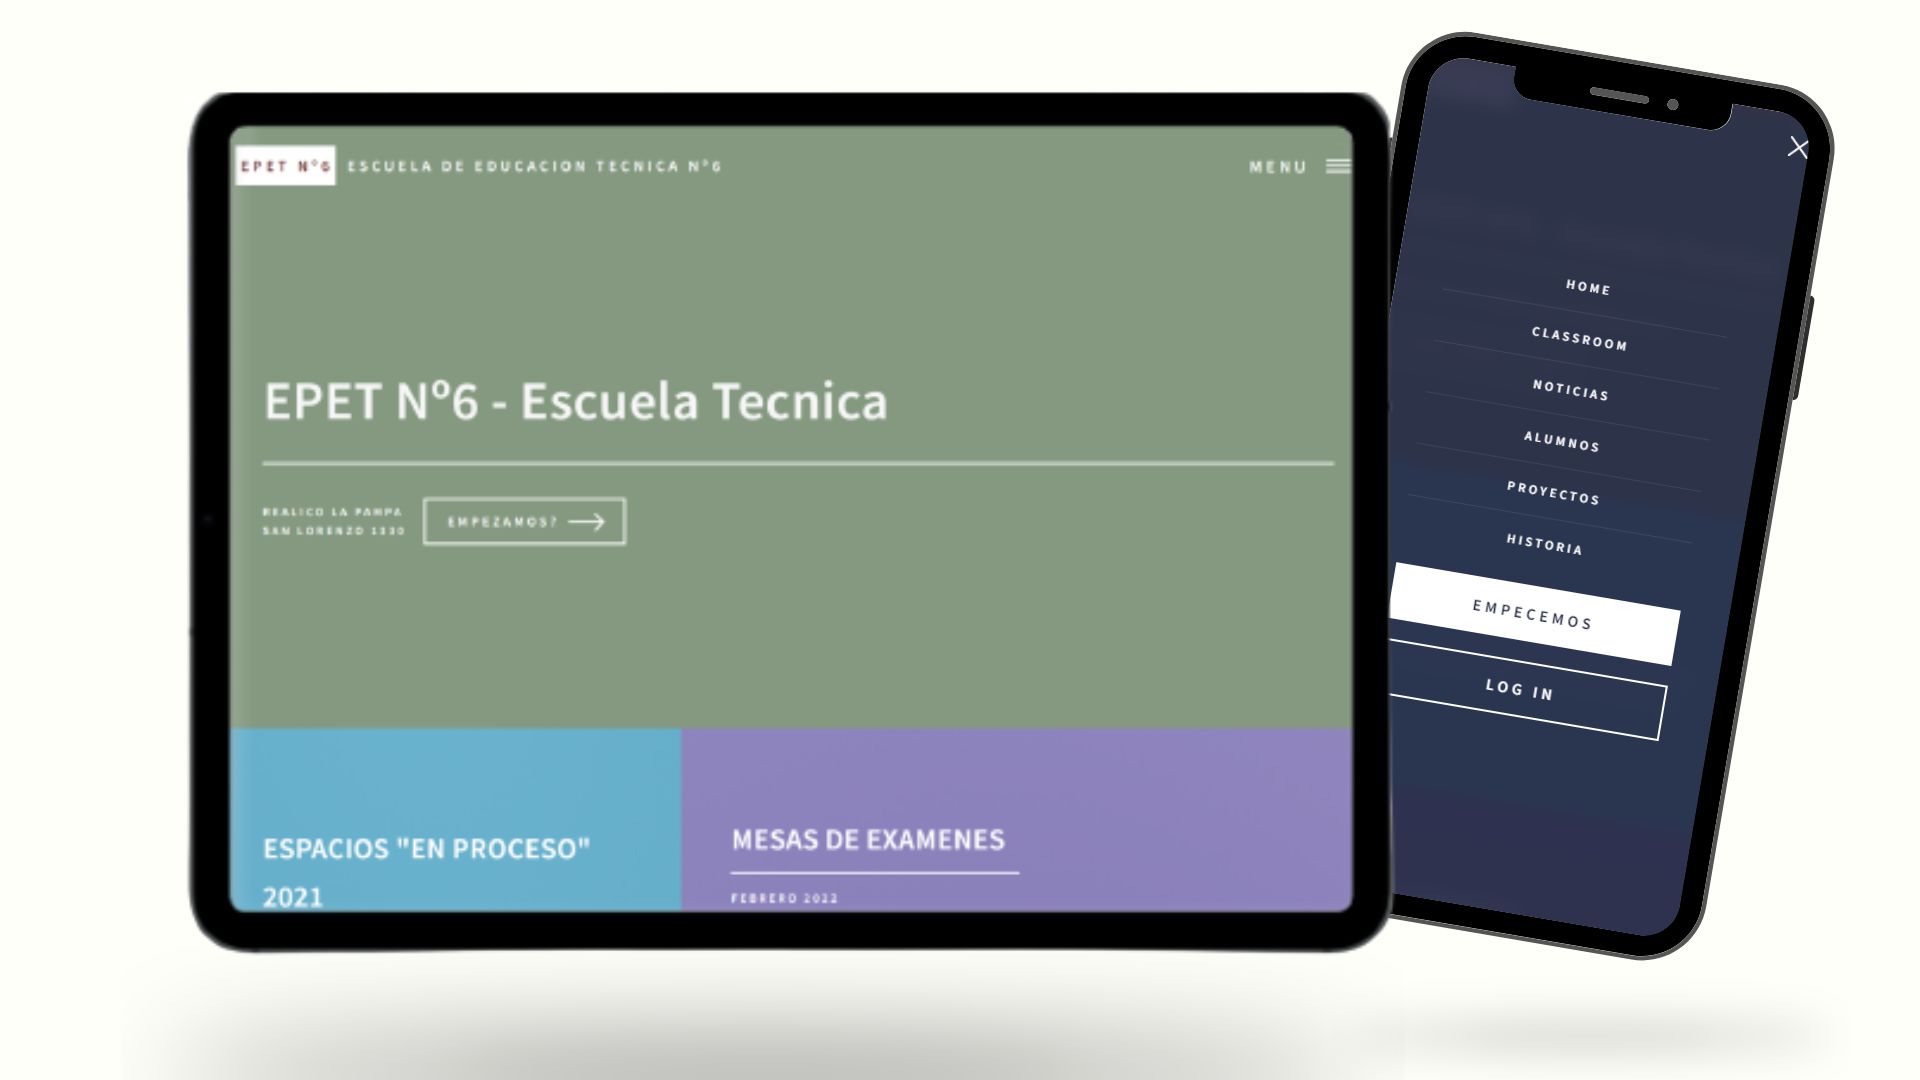 EPET Nº6 ESCUELA DE EDUCACION TECNICA Nº6
MENU
EPET Nº6 - Escuela Tecnica
REALICO LA PAMPA
SAN LORENZO 1330
EMPEZAMOS?
ESPACIOS "EN PROCESO"
2021
MESAS DE EXAMENES
FEBRERO 2022
HOME
CLASSROOM
NOTICIAS
ALUMNOS
PROYECTOS
HISTORIA
EMPECEMOS
LOG IN